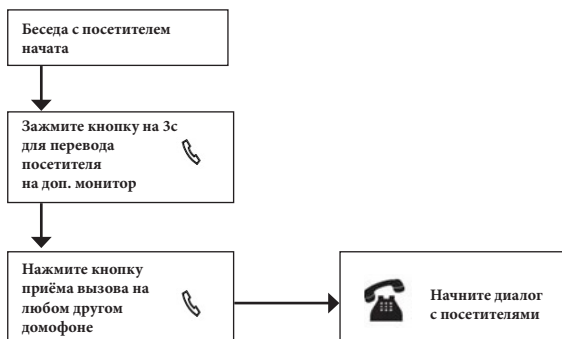 Беседа с посетителем
начата
Зажмите кнопку на 3с
для перевода
посетителя
на доп. монитор
Нажмите кнопку
приёма вызова на
любом другом
домофоне
Начните диалог
с посетителями